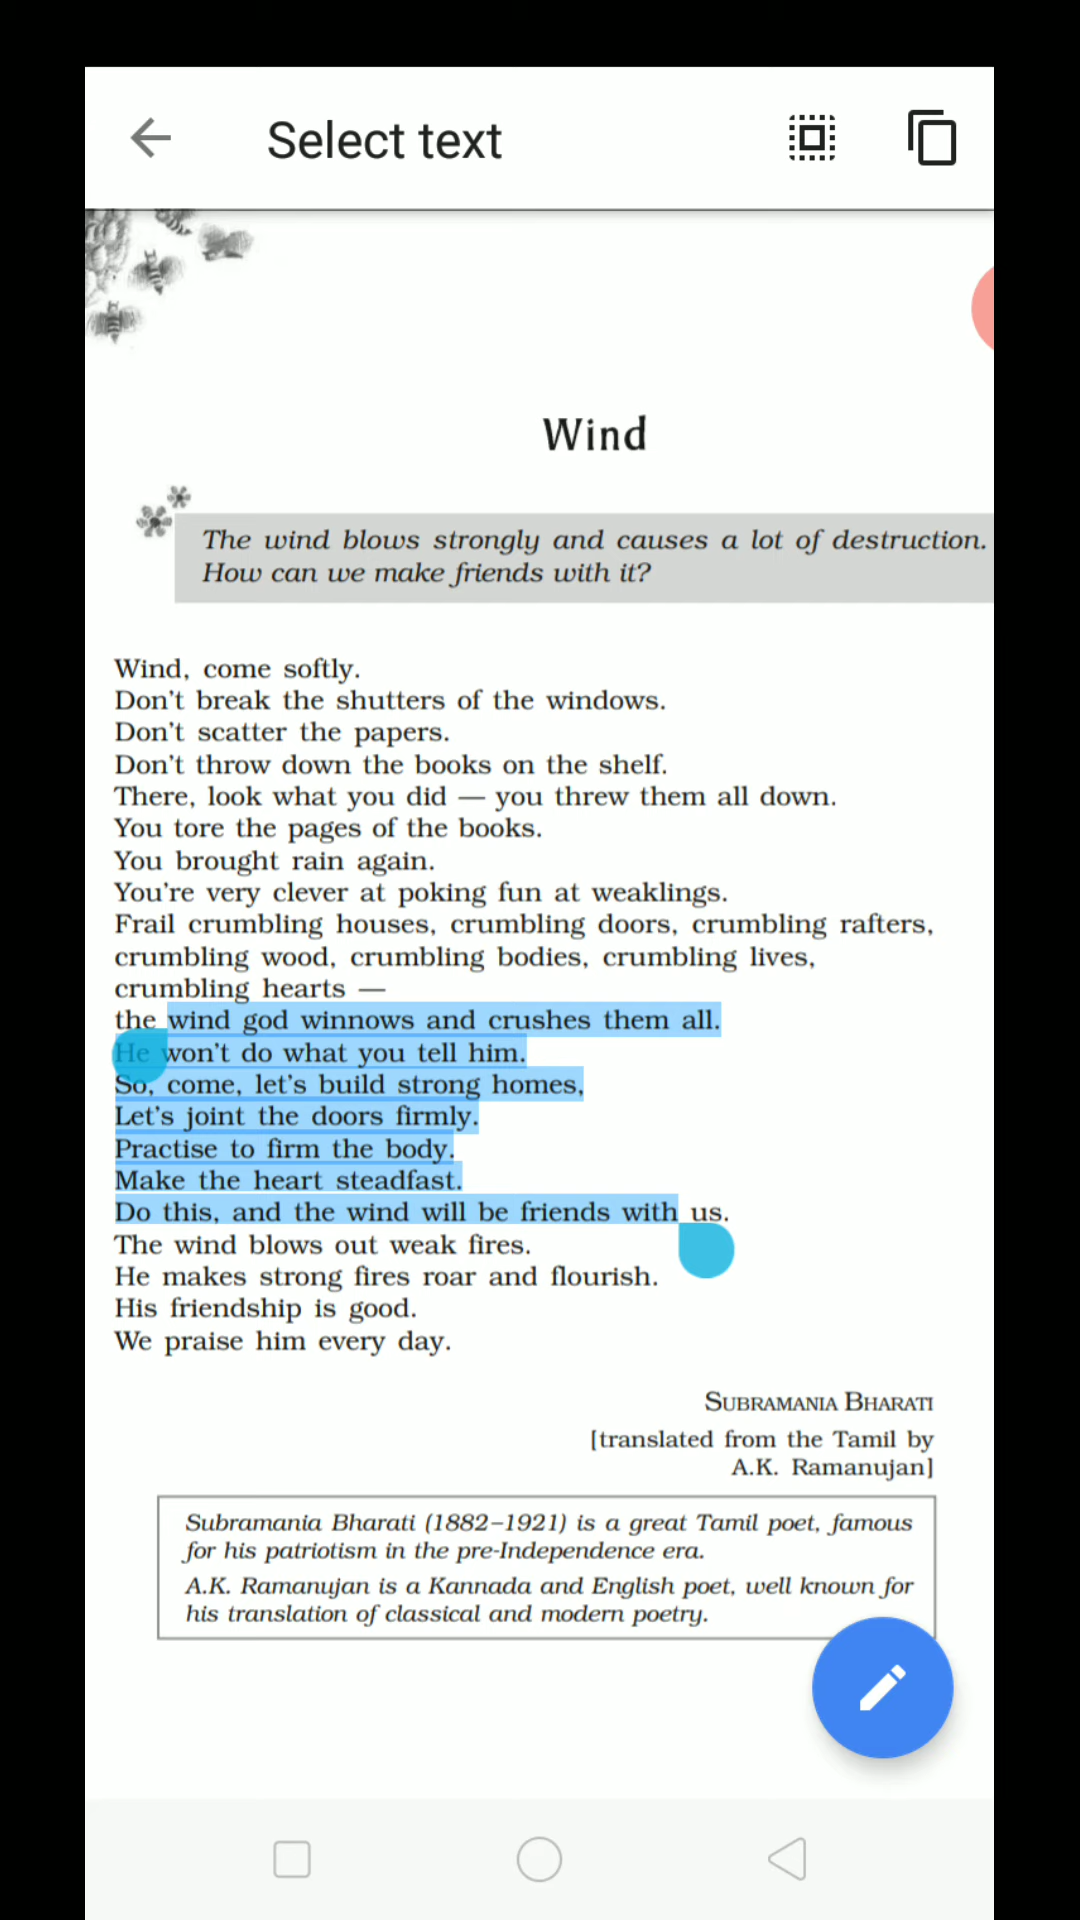 Select text
Wind
The wind blows strongly and causes a lot of destruction.
How can we make friends with it?
Wind, come softly.
Don't break the shutters of the windows.
Don't scatter the papers.
Don't throw down the books on the shelf.
There, look what you did — you threw them all down.
You tore the pages of the books.
You brought rain again.
You're very clever at poking fun at weaklings.
Frail crumbling houses, crumbling doors, crumbling rafters,
crumbling wood, crumbling bodies, crumbling lives,
crumbling hearts —
the wind god winnows and crushes them all.
He won't do what you tell him.
So, come, let's build strong homes,
Let's joint the doors firmly.
Practise to firm the body.
Make the heart steadfast.
Do this, and the wind will be friends with us.
The wind blows out weak fires.
He makes strong fires roar and flourish.
His friendship is good.
We praise him every day.
SUBRAMANIA BHARATI
[translated from the Tamil by
A.K. Ramanujan]
Subramania Bharati (1882–1921) is a great Tamil poet, famous
for his patriotism in the pre-Independence era.
A.K. Ramanujan is a Kannada and English poet, well known for
his translation of classical and modern poetry.